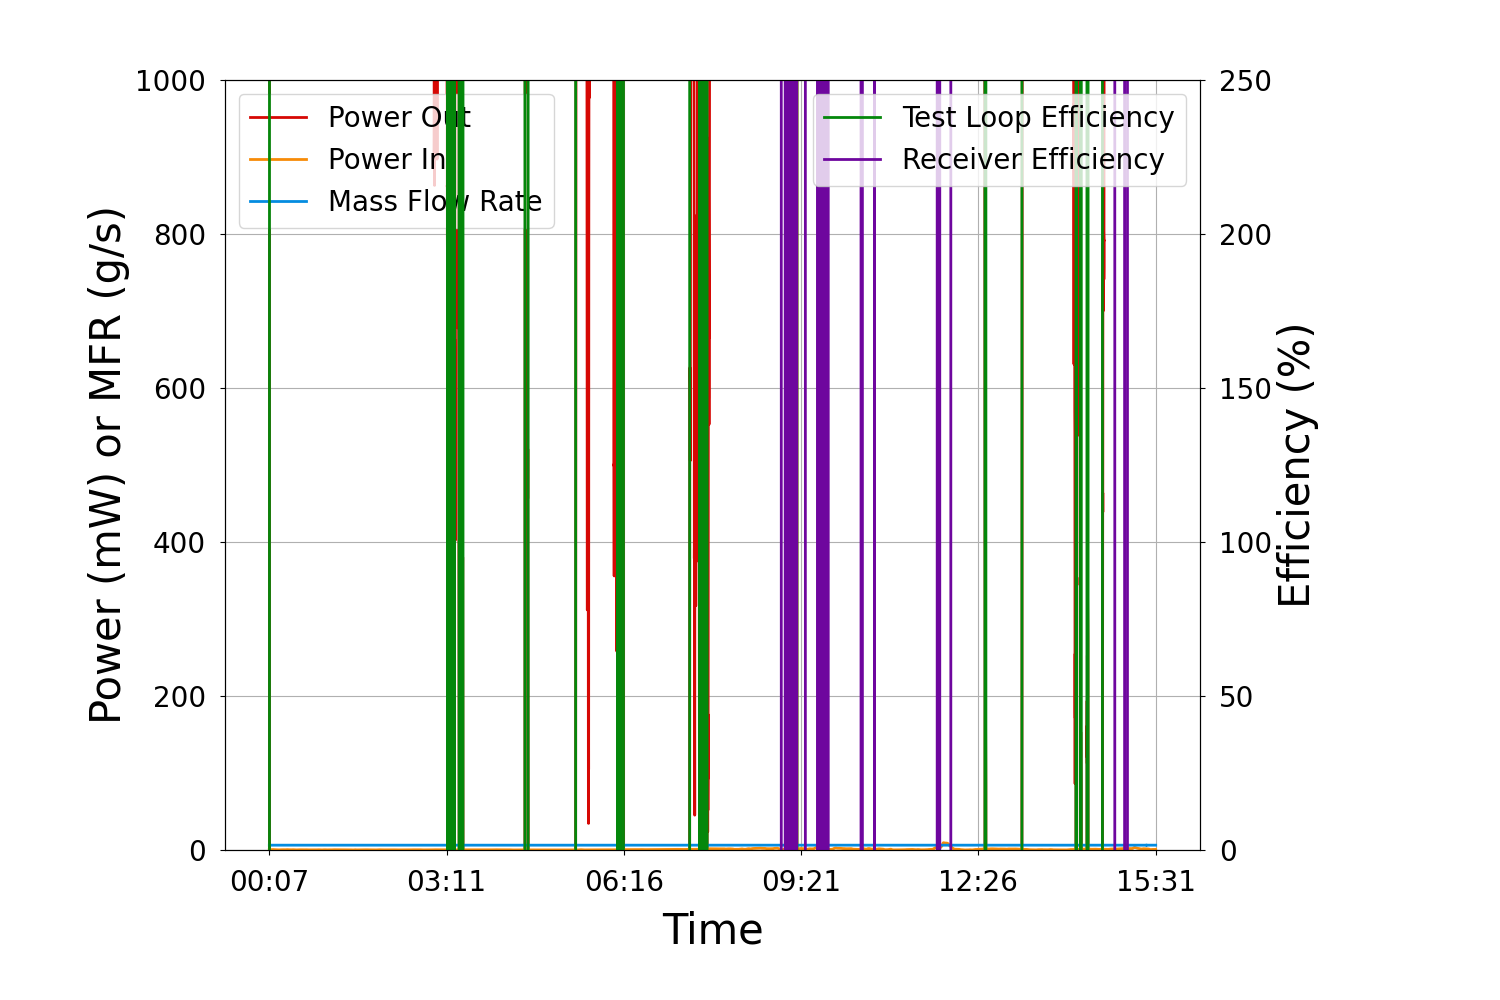 1000
800
600
400
200
0
Power (mW) or MFR (g/s)
Power Out
Power In
Mass Flow Rate
Test Loop Efficiency
Receiver Efficiency
250
200
150
100
50
0
Efficiency (%)
00:07 03:11 06:16 09:21 12:26 15:31
Time